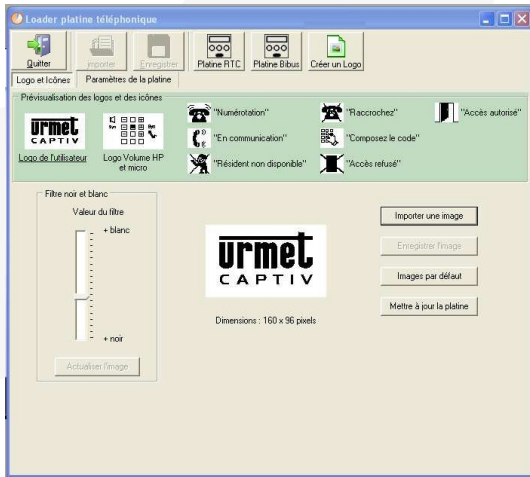 Loader platine téléphonique
Quitter importer Enregistrer Platine RTC Platine Bibus Créer un Logo
Logo et Icônes Paramètres de la platine
Prévisualisation des logos et des icônes
urmet CAPTIV
Logo de l'utilisateur
Logo Volume HP et micro
"Numérotation"
"En communication"
"Résident non disponible"
"Raccrochez"
"Composez le code"
"Accès refusé"
"Accès autorisé"
Filtre noir et blanc
Valeur du filtre
+ blanc
+ noir
Actualiser l'image
urmet
CAPTIV
Dimensions : 160 x 96 pixels
Importer une image
Enregistrer l'image
Images par défaut
Mettre à jour la platine